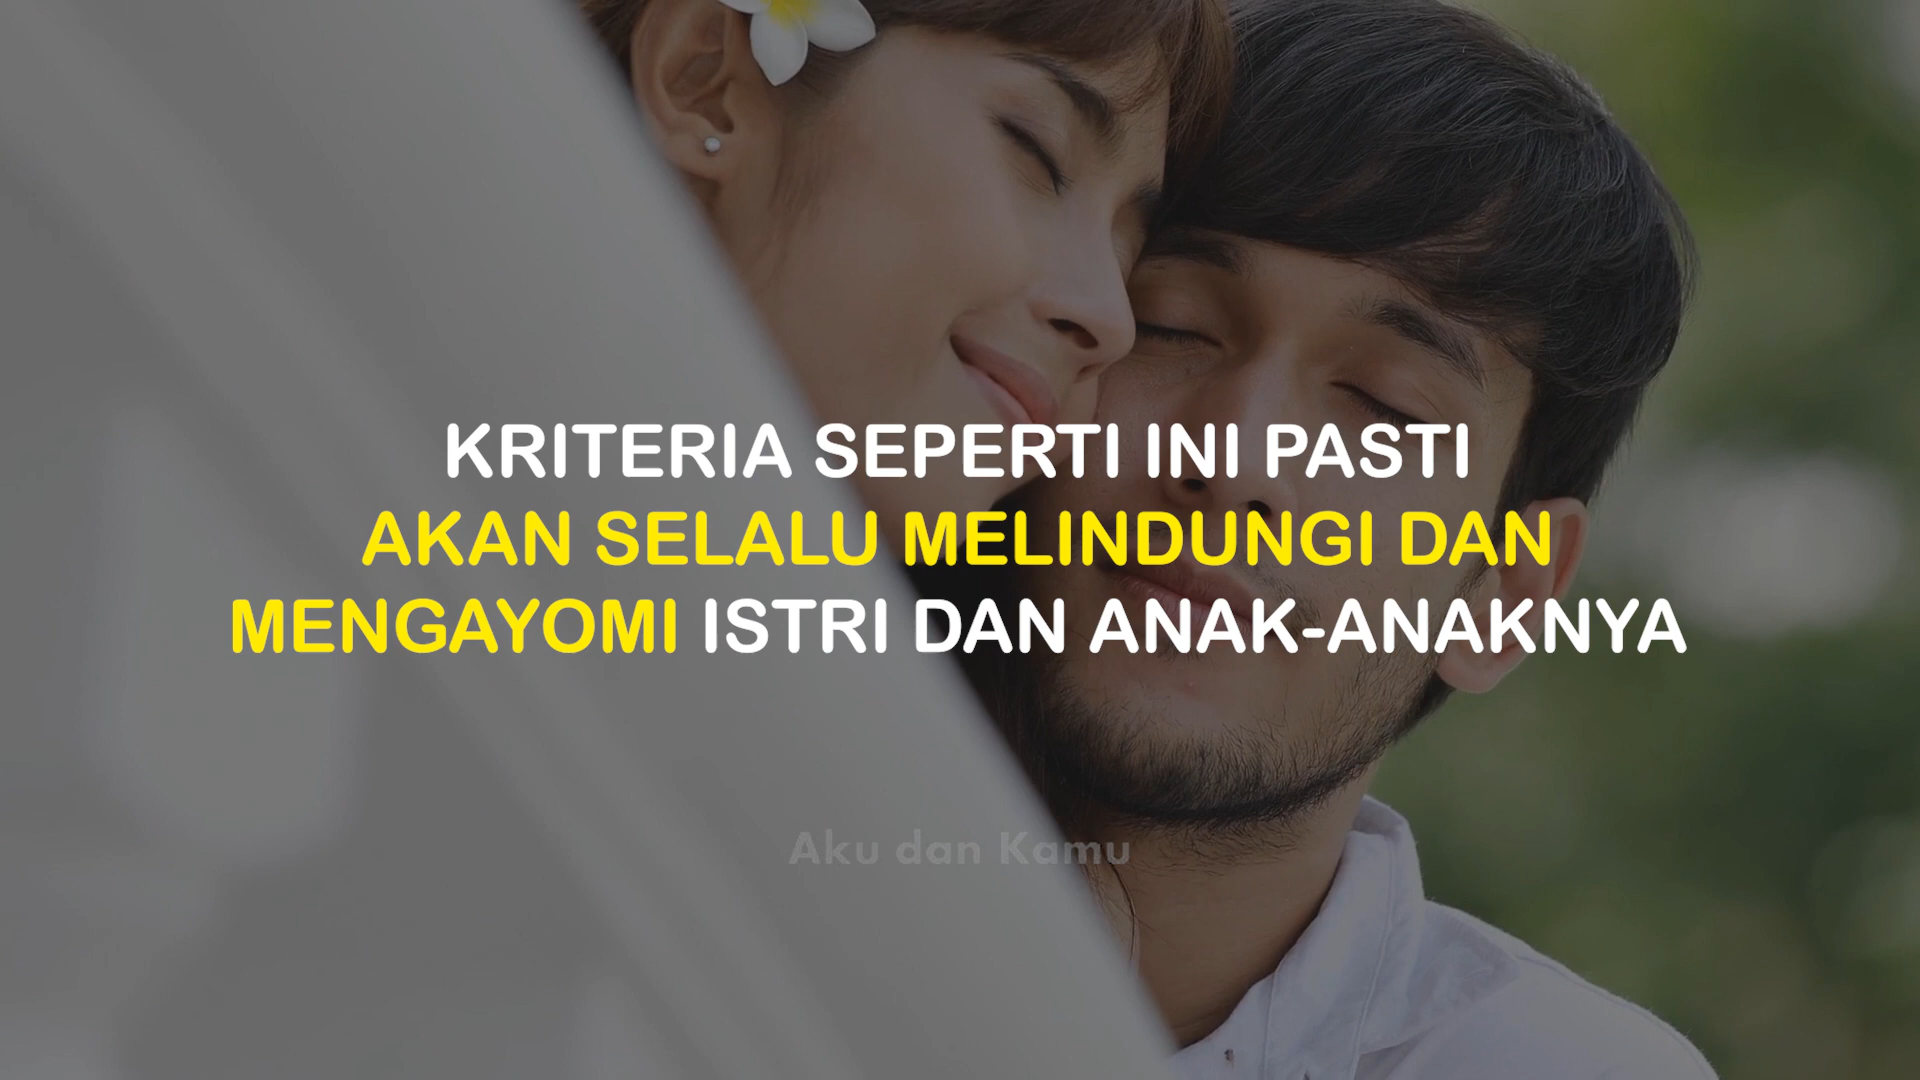 KRITERIA SEPERTI INI PASTI
AKAN SELALU MELINDUNGI DAN
MENGAYOMI ISTRI DAN ANAK-ANAKNYA
Aku dan Kamu